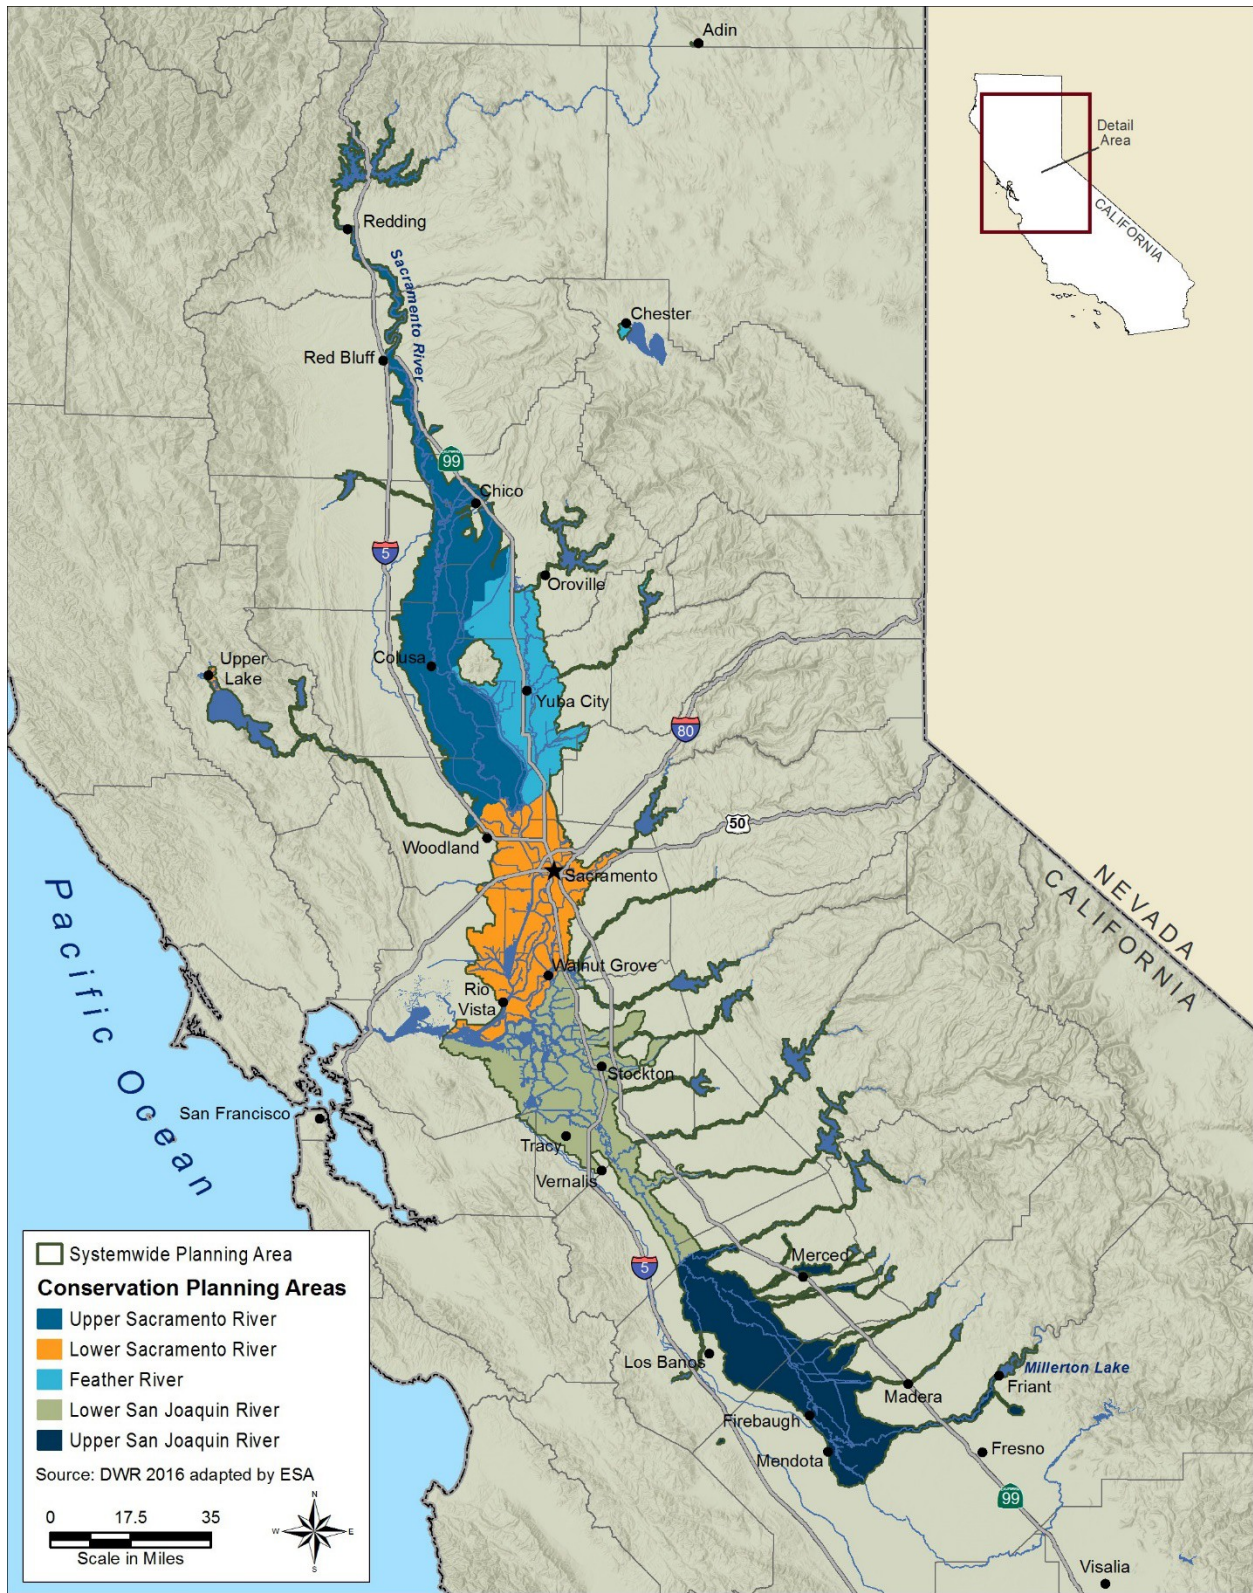 Adin
Detail
Area
CALIFORNIA
Redding
Sacramento River
Chester
Red Bluff
99
Chico
5
Oroville
Upper
Lake
Colusa
Yuba City
80
50
Woodland
Sacramento
NEVADA
CALIFORNIA
Walnut Grove
Rio
Vista
Pacific Ocean
Stockton
San Francisco
Tracy
Vernalis
Merced
5
Los Banos
Millerton Lake
Friant
Madera
Firebaugh
Mendota
Fresno
99
Visalia
Systemwide Planning Area
Conservation Planning Areas
Upper Sacramento River
Lower Sacramento River
Feather River
Lower San Joaquin River
Upper San Joaquin River
Source: DWR 2016 adapted by ESA
0 17.5 35
Scale in Miles
N
W E
S